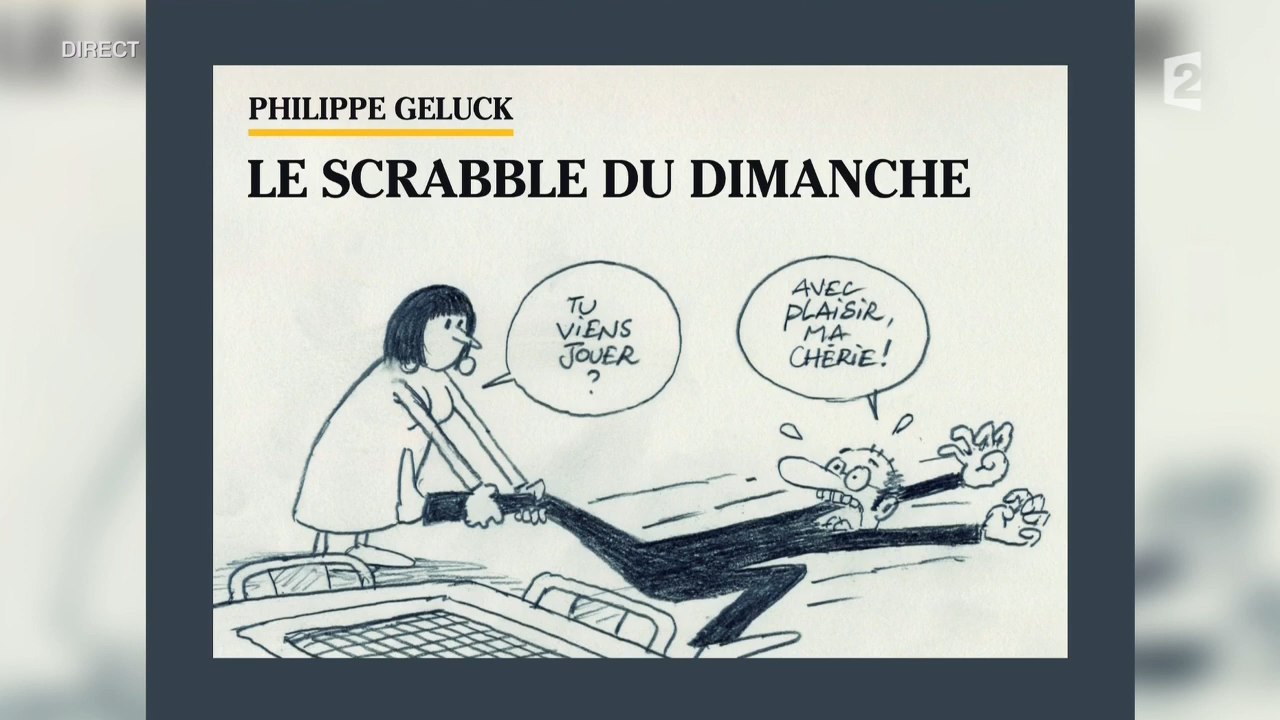 DIRECT
2
PHILIPPE GELUCK
LE SCRABBLE DU DIMANCHE
TU
VIENS
JOUER
?
AVEC
PLAISIR,
MA
CHÉRIE!